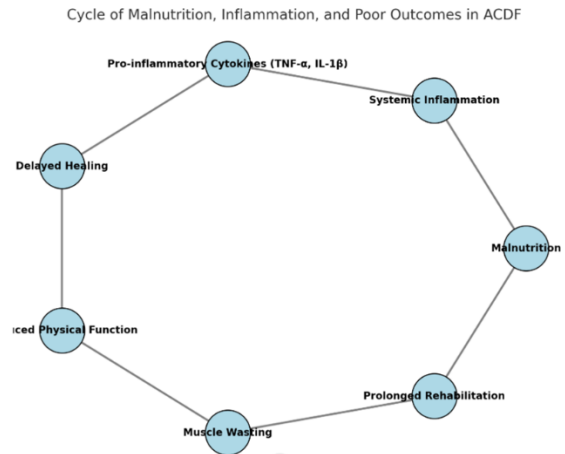 Cycle of Malnutrition, Inflammation, and Poor Outcomes in ACDF
Pro-inflammatory Cytokines (TNF-α, IL-1β)
Systemic Inflammation
Delayed Healing
Malnutrition
Physical Function
Prolonged Rehabilitation
Muscle Wasting